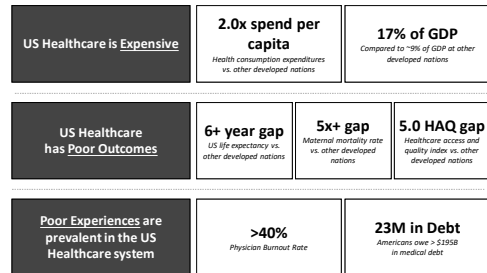 US Healthcare is Expensive
2.0x spend per
capita
Health consumption expenditures
vs. other developed nations
17% of GDP
Compared to ~9% of GDP at other
developed nations
US Healthcare
has Poor Outcomes
6+ year gap
US life expectancy vs.
other developed nations
5x+ gap
Maternal mortality rate
vs. other developed
nations
5.0 HAQ gap
Healthcare access and
quality index vs. other
developed nations
Poor Experiences are
prevalent in the US
Healthcare system
>40%
Physician Burnout Rate
23M in Debt
Americans owe > $195B
in medical debt